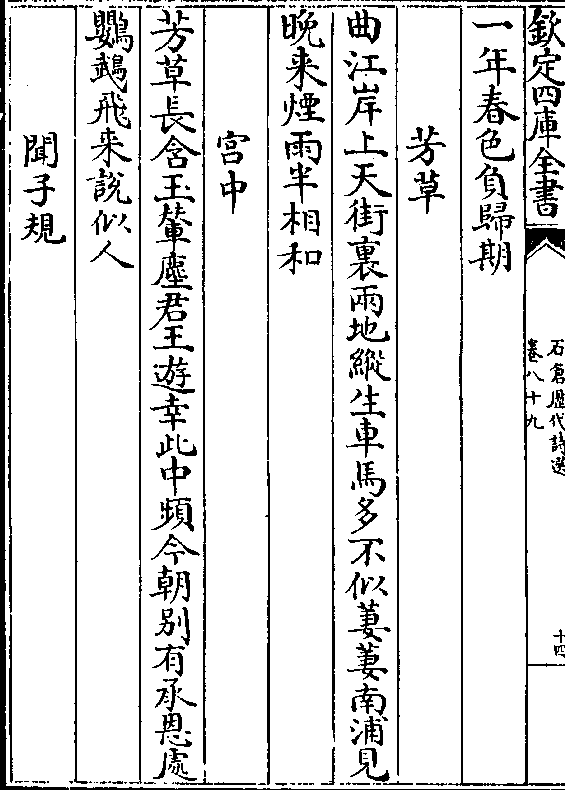 欽定四庫全書
石倉歷代詩選
卷八十九
十四
一年春色負歸期
芳草
曲江岸上天街裏兩地縱生車馬多不似萋萋南浦見
晚来煙雨半相和
宫中
芳草長含玉輦塵君王遊幸此中頻今朝别有承恩處
鸚鵡飛来說似人
聞子規